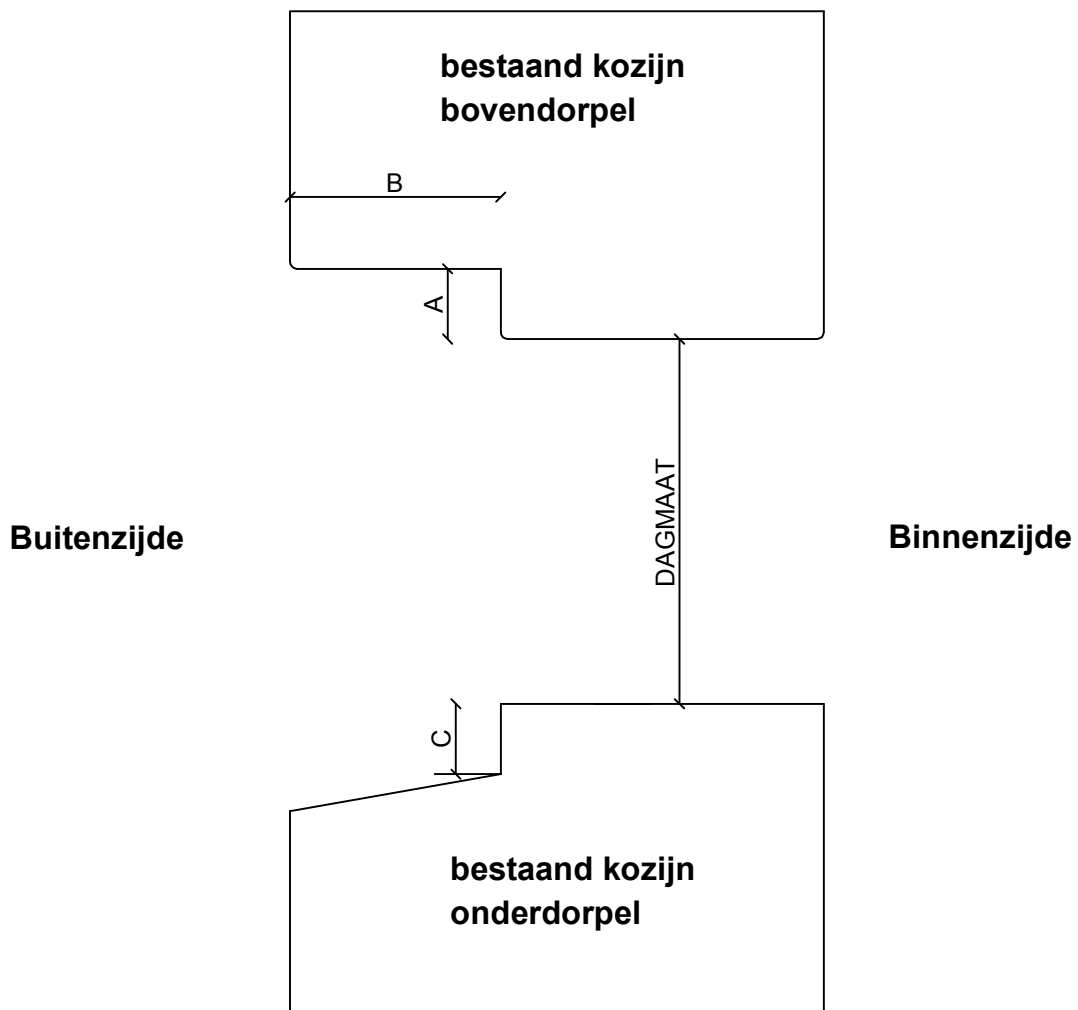 bestaand kozijn
bovendorpel
B
A
DAGMAAT
Buitenzijde
Binnenzijde
C
bestaand kozijn
onderdorpel